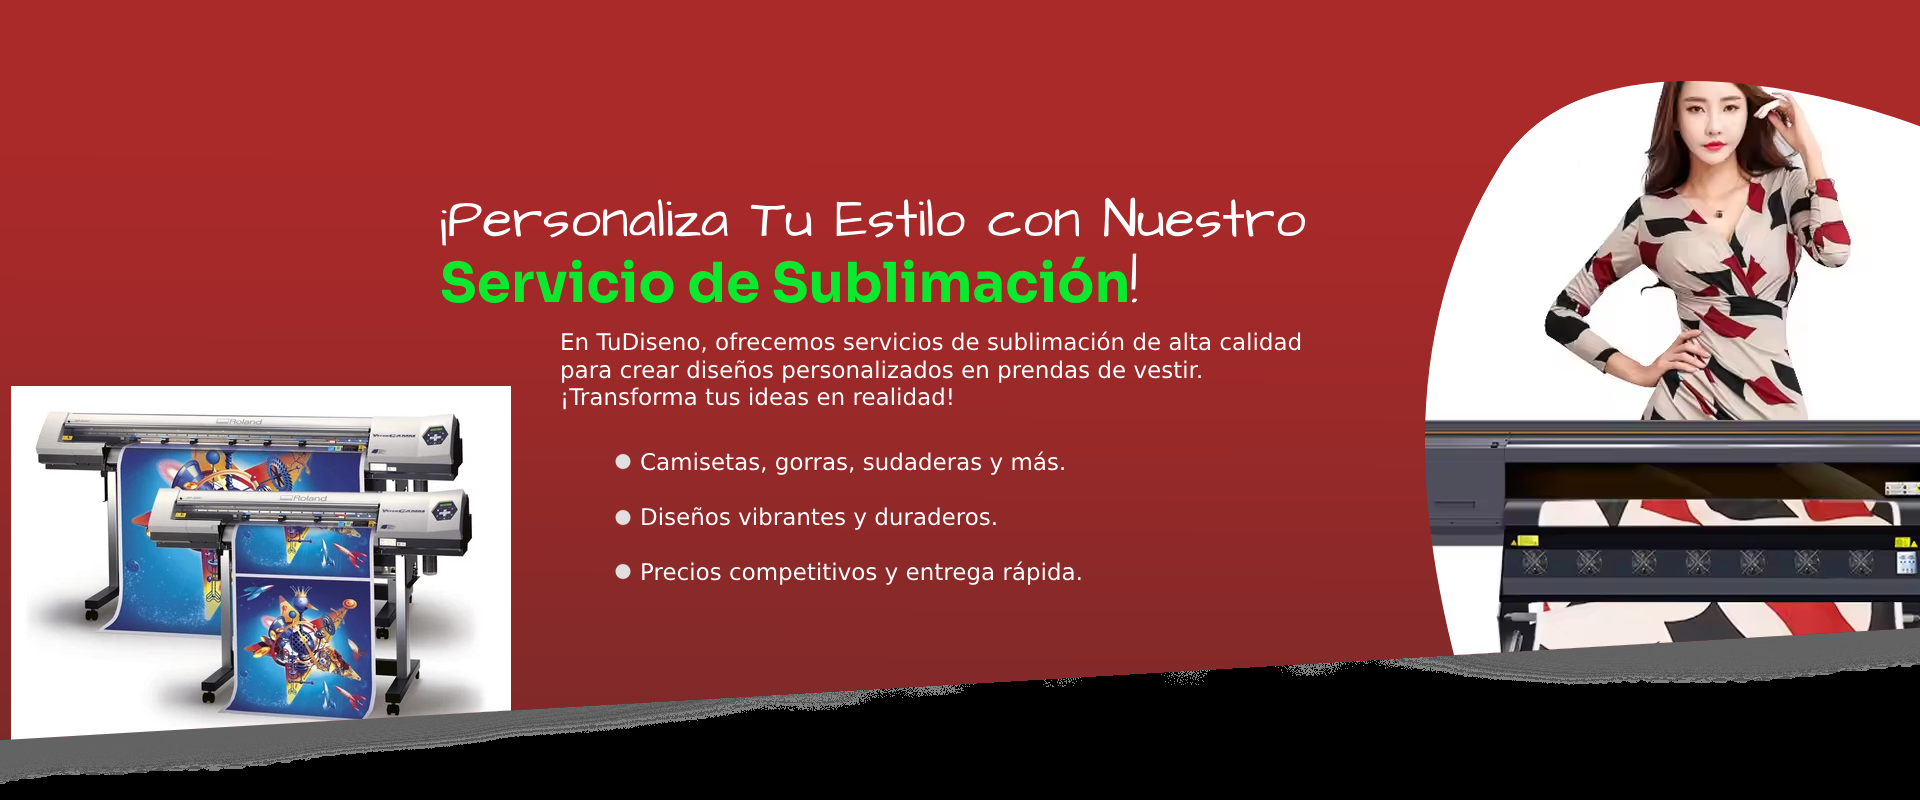 ¡Personaliza Tu Estilo con Nuestro
Servicio de Sublimación!
En TuDiseno, ofrecemos servicios de sublimación de alta calidad
para crear diseños personalizados en prendas de vestir.
¡Transforma tus ideas en realidad!
Camisetas, gorras, sudaderas y más.
Diseños vibrantes y duraderos.
Precios competitivos y entrega rápida.
Roland
VersaCAMM
Roland
VersaCAMM